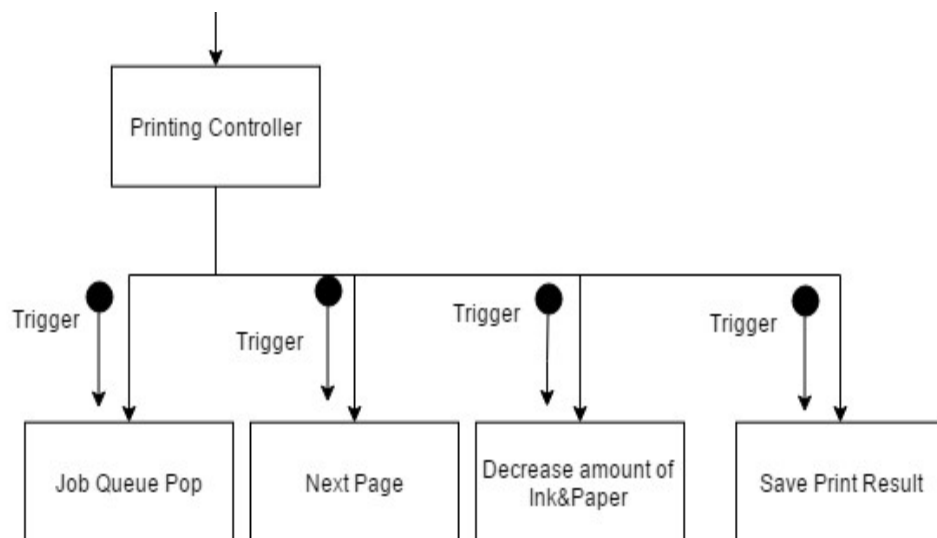 Printing Controller
Trigger
Trigger
Trigger
Trigger
Job Queue Pop
Next Page
Decrease amount of
Ink&Paper
Save Print Result